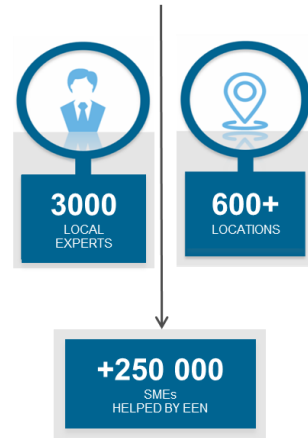 3000
LOCAL
EXPERTS
600+
LOCATIONS
+250 000
SMEs
HELPED BY EEN